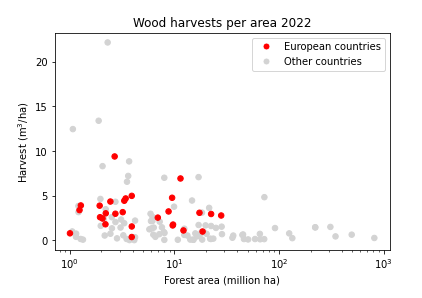 Wood harvests per area 2022
European countries
Other countries
Harvest (m³/ha)
20
15
10
5
0
10⁰
10¹
10²
10³
Forest area (million ha)